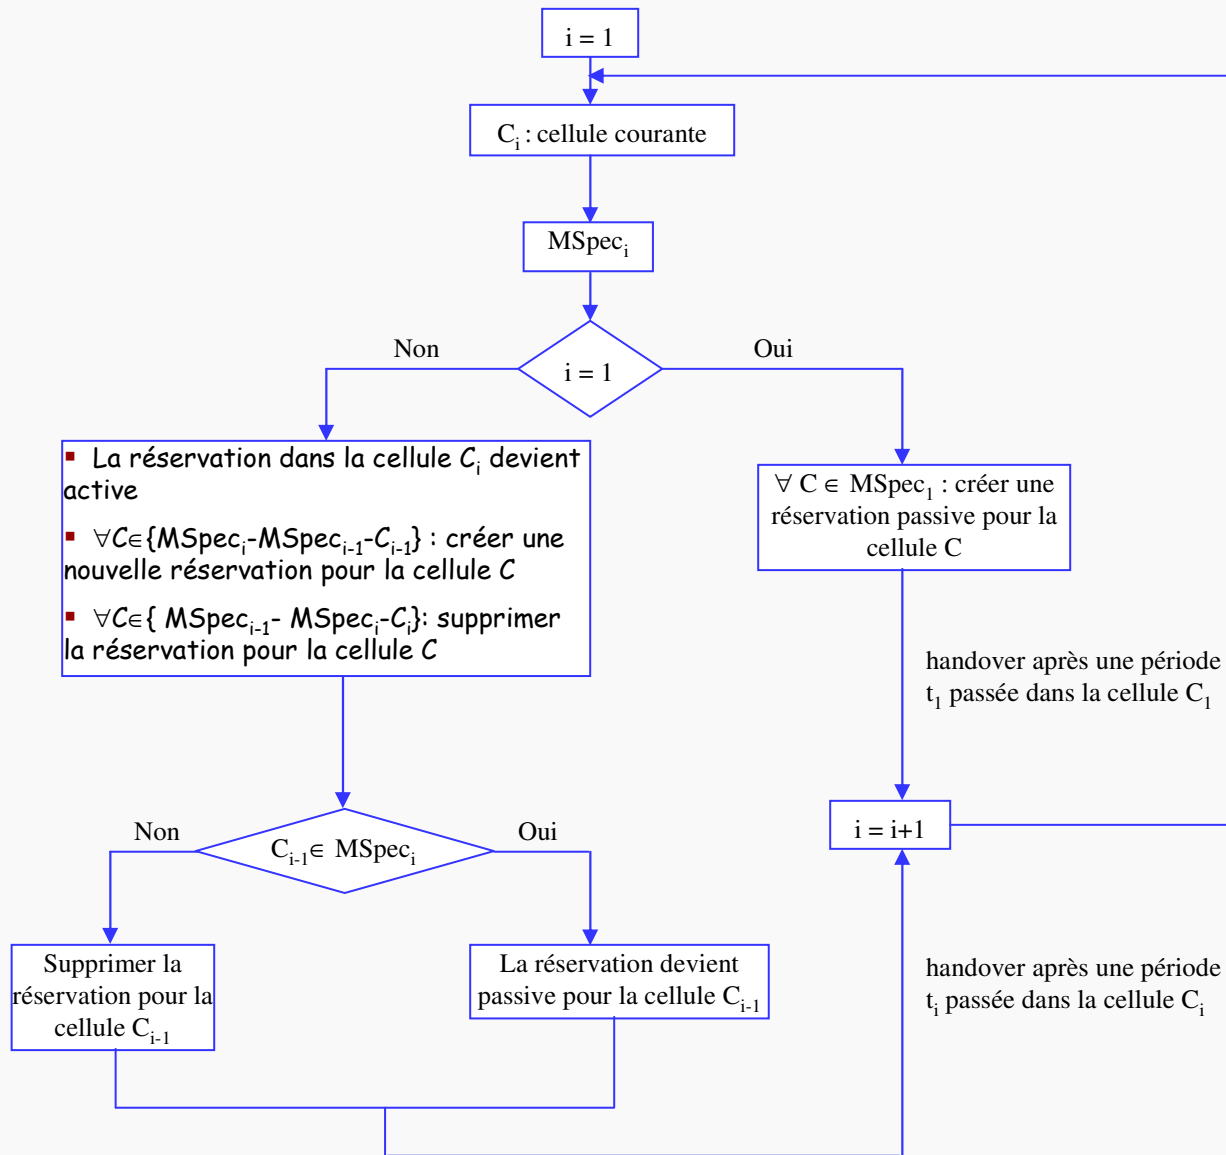 i = 1
Cᵢ : cellule courante
MSpecᵢ
Non
Oui
i = 1
▪ La réservation dans la cellule Cᵢ devient
active
▪ ∀C∈{MSpecᵢ-MSpecᵢ₋₁-Cᵢ₋₁} : créer une
nouvelle réservation pour la cellule C
▪ ∀C∈{ MSpecᵢ₋₁- MSpecᵢ-Cᵢ}: supprimer
la réservation pour la cellule C
∀ C ∈ MSpec₁ : créer une
réservation passive pour la
cellule C
handover après une période
t₁ passée dans la cellule C₁
i = i+1
Non
Oui
Cᵢ₋₁∈ MSpecᵢ
Supprimer la
réservation pour la
cellule Cᵢ₋₁
La réservation devient
passive pour la cellule Cᵢ₋₁
handover après une période
tᵢ passée dans la cellule Cᵢ